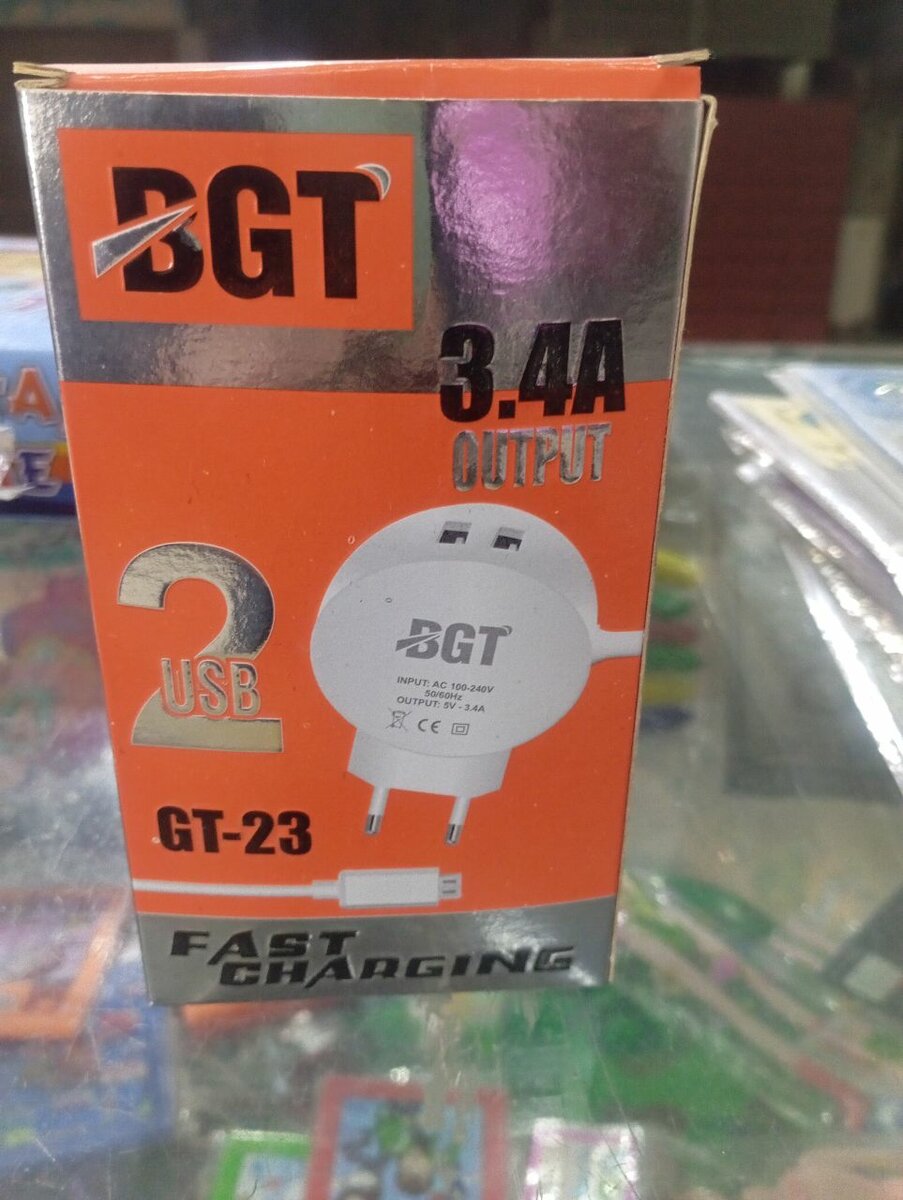 BGT
3.4A
OUTPUT
2
USB
BGT
INPUT: AC 100-240V
50/60Hz
OUTPUT: 5V - 3.4A
CE
GT-23
FAST
CHARGING
A
E